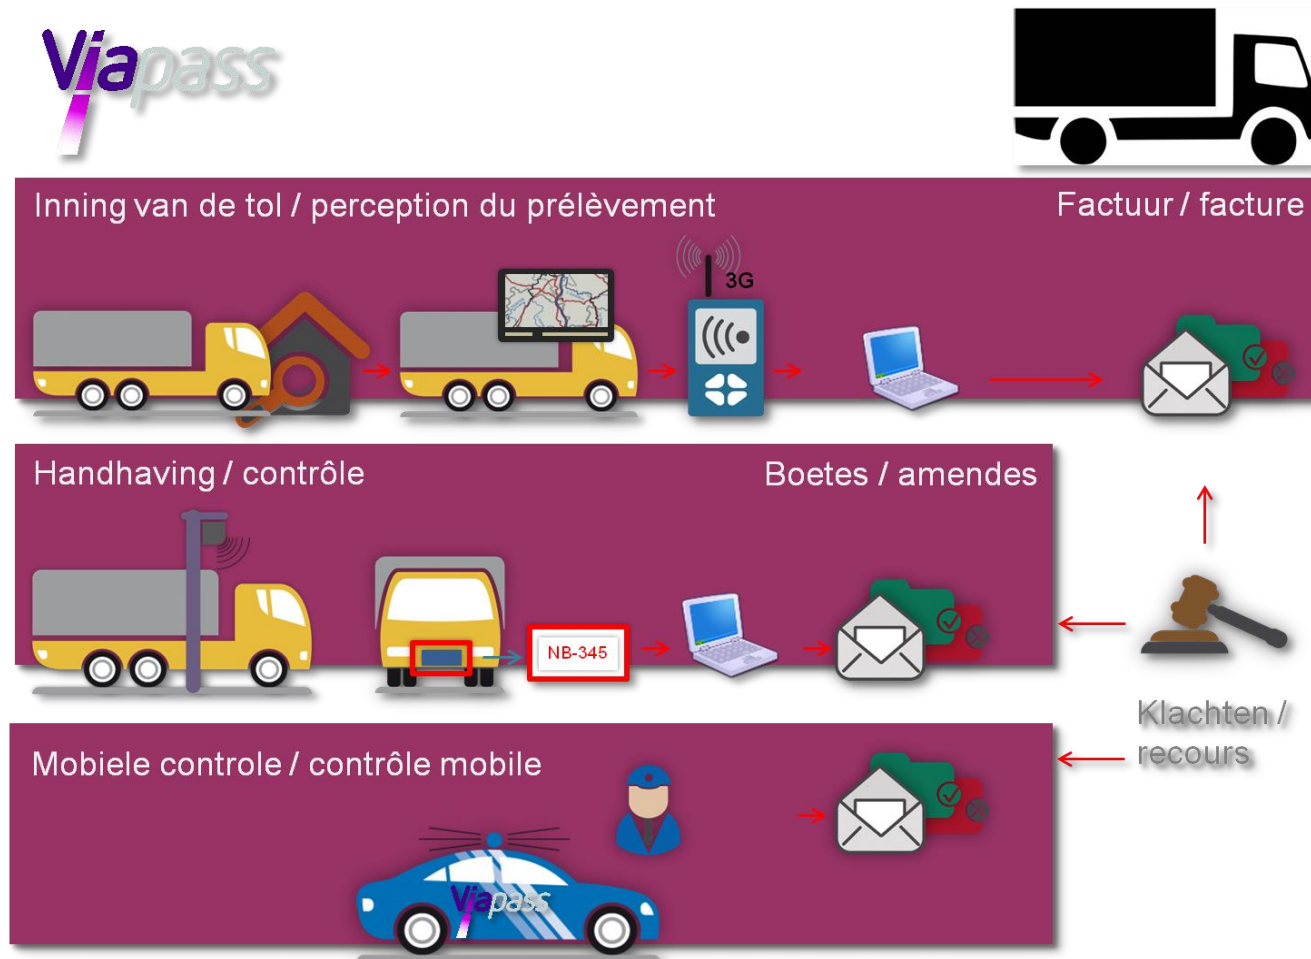 Viapass
Inning van de tol / perception du prélèvement
Factuur / facture
3G
Handhaving / contrôle
Boetes / amendes
NB-345
Klachten /
recours
Mobiele controle / contrôle mobile
Viapass